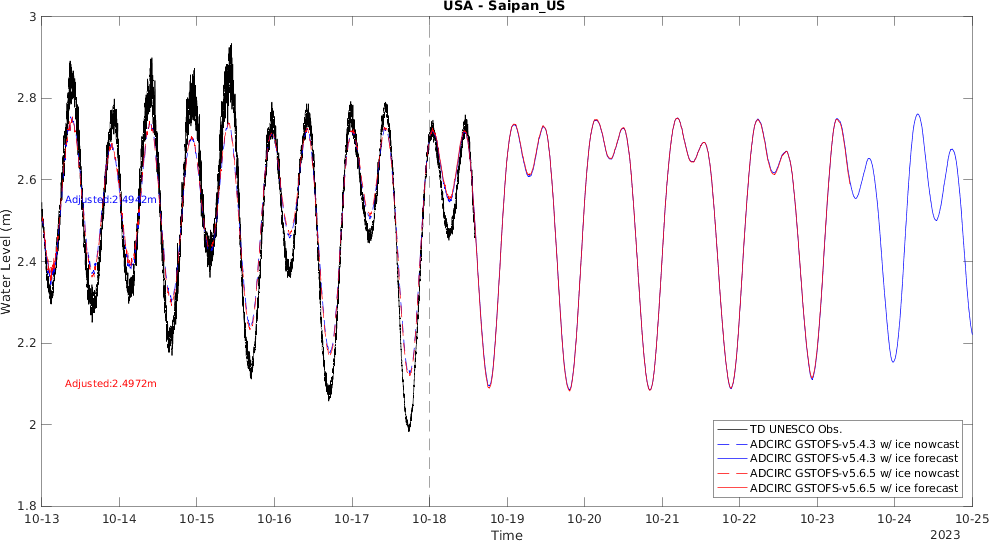 USA - Saipan_US
3
2.8
2.6
2.4
2.2
2
1.8
Water Level (m)
Adjusted:2.4942m
Adjusted:2.4972m
TD UNESCO Obs.
ADCIRC GSTOFS-v5.4.3 w/ ice nowcast
ADCIRC GSTOFS-v5.4.3 w/ ice forecast
ADCIRC GSTOFS-v5.6.5 w/ ice nowcast
ADCIRC GSTOFS-v5.6.5 w/ ice forecast
10-13 10-14 10-15 10-16 10-17 10-18 10-19 10-20 10-21 10-22 10-23 10-24 10-25
Time
2023